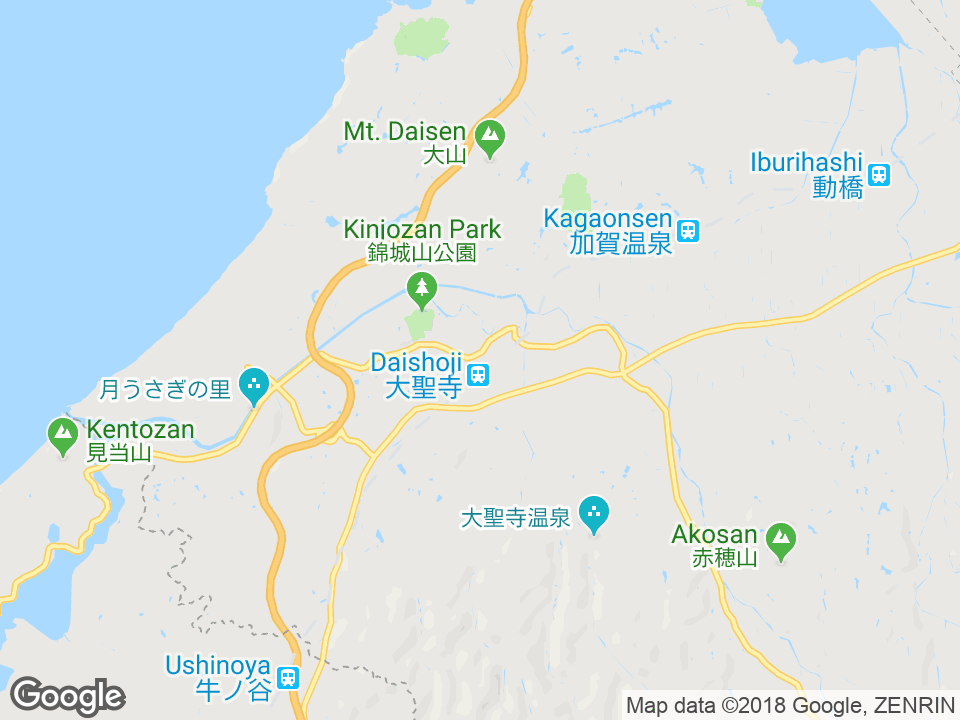 Mt. Daisen
大山
Iburihashi
動橋
Kagaonsen
加賀温泉
Kinjozan Park
錦城山公園
Daishoji
大聖寺
月うさぎの里
Kentozan
見当山
大聖寺温泉
Akosan
赤穂山
Ushinoya
牛ノ谷
Google
Map data ©2018 Google, ZENRIN